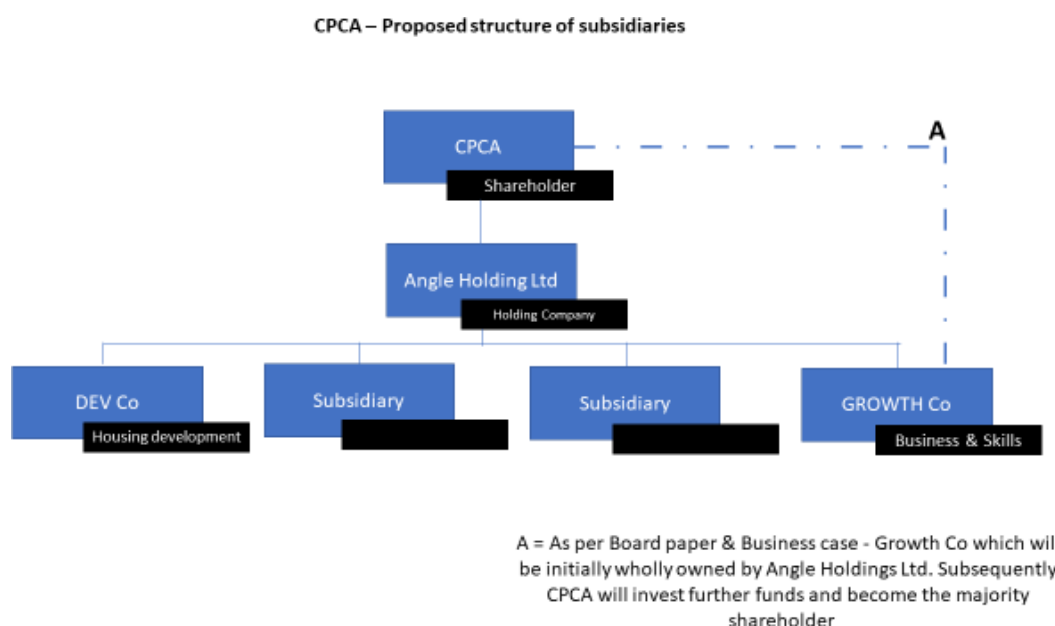 CPCA – Proposed structure of subsidiaries
A
CPCA
Shareholder
Angle Holding Ltd
Holding Company
DEV Co
Housing development
Subsidiary
Subsidiary
GROWTH Co
Business & Skills
A = As per Board paper & Business case - Growth Co which wil
be initially wholly owned by Angle Holdings Ltd. Subsequently
CPCA will invest further funds and become the majority
shareholder